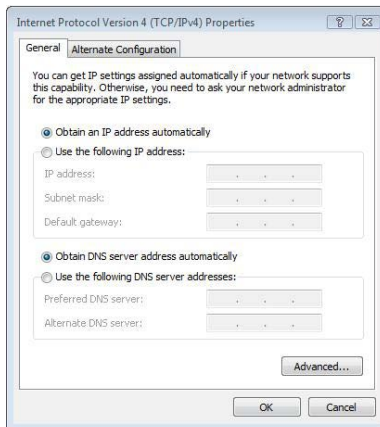 Internet Protocol Version 4 (TCP/IPv4) Properties
General Alternate Configuration
You can get IP settings assigned automatically if your network supports
this capability. Otherwise, you need to ask your network administrator
for the appropriate IP settings.
Obtain an IP address automatically
Use the following IP address:
IP address:
Subnet mask:
Default gateway:
Obtain DNS server address automatically
Use the following DNS server addresses:
Preferred DNS server:
Alternate DNS server:
Advanced...
OK Cancel